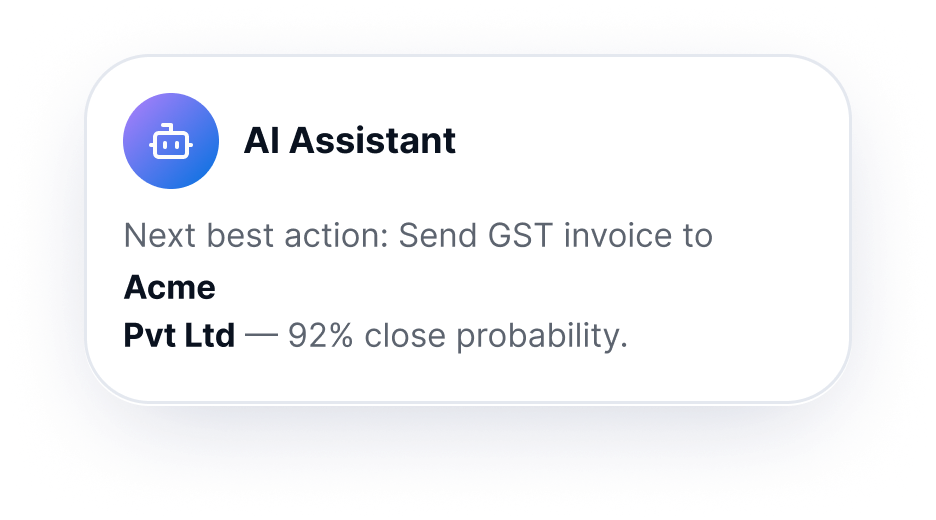 AI Assistant
Next best action: Send GST invoice to
Acme
Pvt Ltd — 92% close probability.